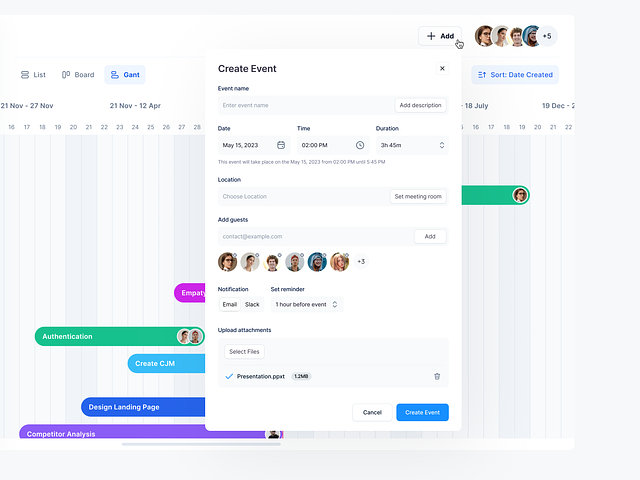 Add
+5
List
Board
Gant
Sort: Date Created
21 Nov - 27 Nov
21 Nov - 12 Apr
- 18 July
19 Dec - 2
16 17 18 19 20 21 22 23 24 25 26 27 28
15 16 17 18 19 20 21 22
Create Event
Event name
Enter event name
Add description
Date
Time
Duration
May 15, 2023
02:00 PM
3h 45m
This event will take place on the May 15, 2023 from 02:00 PM until 5:45 PM
Location
Choose Location
Set meeting room
Add guests
contact@example.com
Add
+3
Notification
Set reminder
Email
Slack
1 hour before event
Upload attachments
Select Files
Presentation.ppxt
1.2MB
Cancel
Create Event
Empaty
Authentication
Create CJM
Design Landing Page
Competitor Analysis